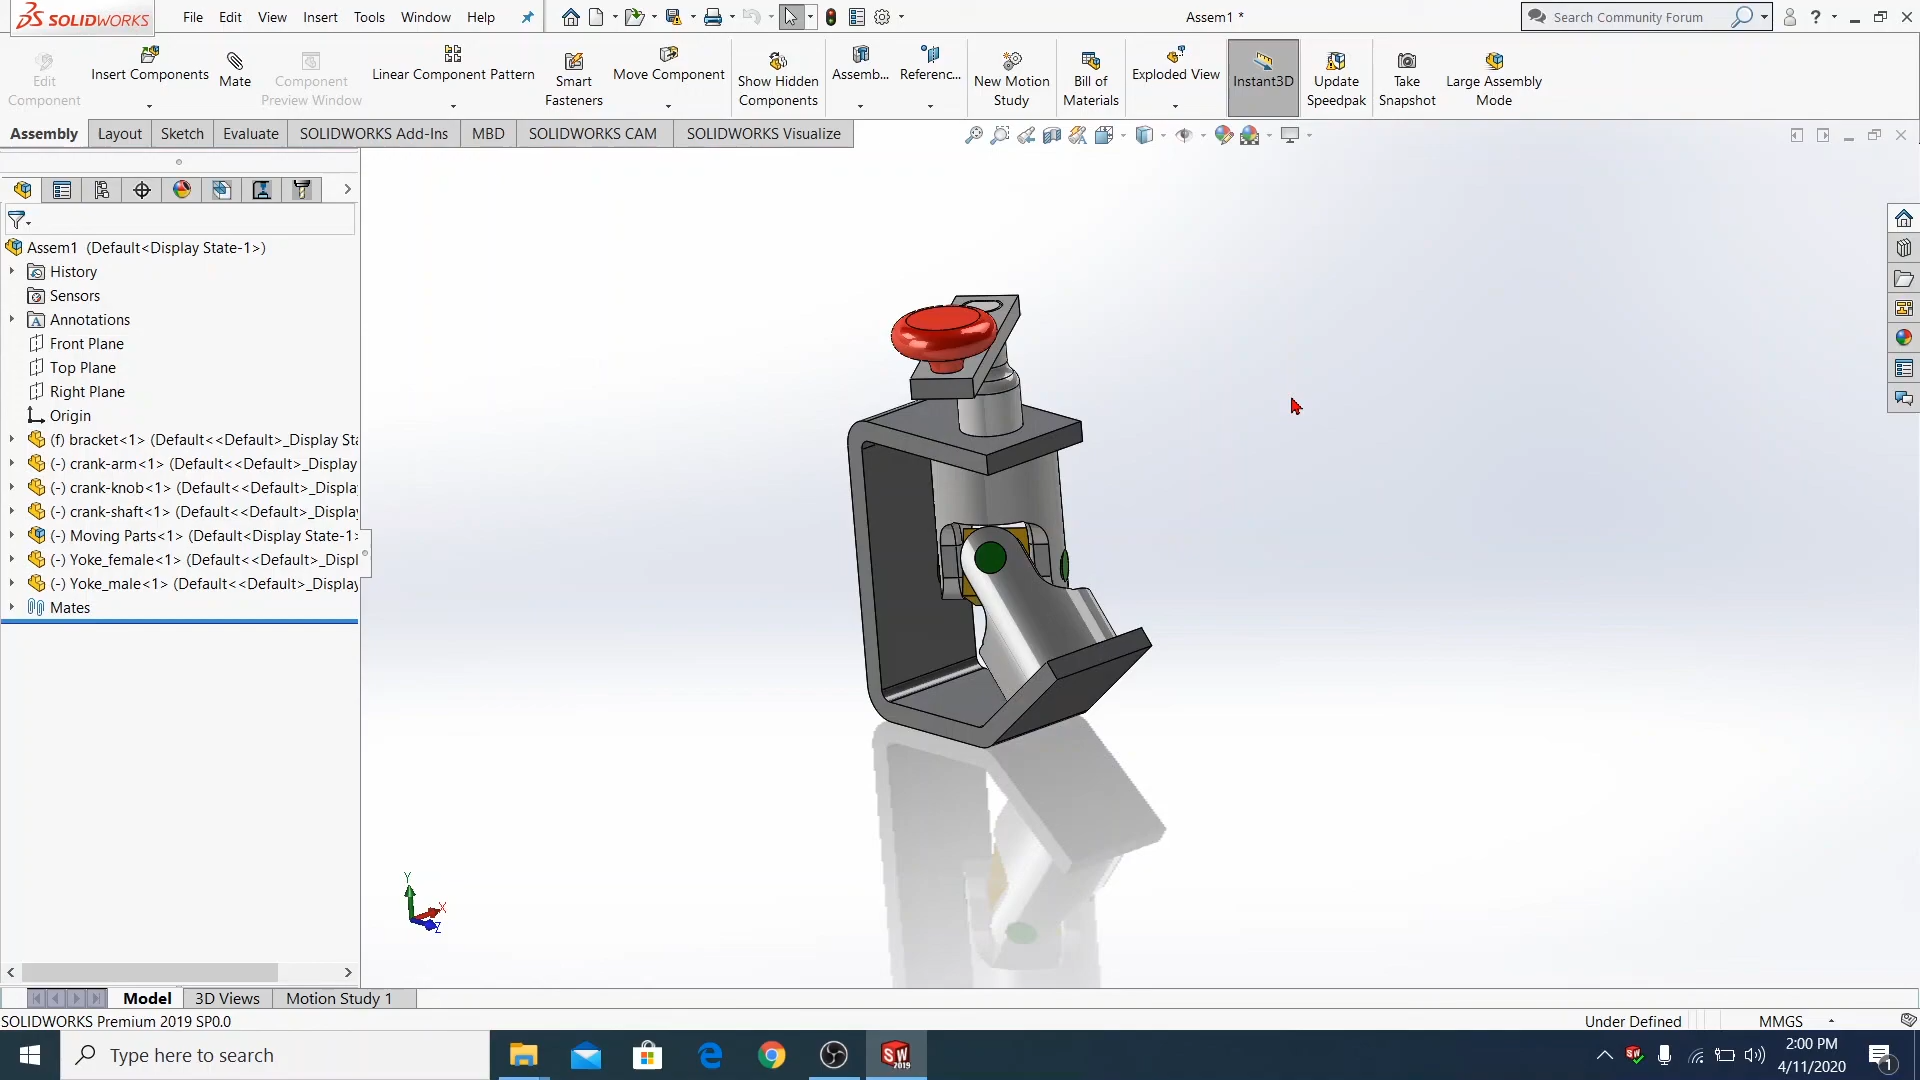 SOLIDWORKS File Edit View Insert Tools Window Help Assem1 * Search Community Forum ?
Edit Component
Insert Components
Mate
Component Preview Window
Linear Component Pattern
Smart Fasteners
Move Component
Show Hidden Components
Assemb...
Referenc...
New Motion Study
Bill of Materials
Exploded View
Instant3D
Update Speedpak
Take Snapshot
Large Assembly Mode
Assembly Layout Sketch Evaluate SOLIDWORKS Add-Ins MBD SOLIDWORKS CAM SOLIDWORKS Visualize
Assem1 (Default<Display State-1>)
History
Sensors
Annotations
Front Plane
Top Plane
Right Plane
Origin
(f) bracket<1> (Default<<Default>_Display Sta
(-) crank-arm<1> (Default<<Default>_Display
(-) crank-knob<1> (Default<<Default>_Displa
(-) crank-shaft<1> (Default<<Default>_Display
(-) Moving Parts<1> (Default<Display State-1>
(-) Yoke_female<1> (Default<<Default>_Displ
(-) Yoke_male<1> (Default<<Default>_Display
Mates
Y
X
Z
Model 3D Views Motion Study 1
SOLIDWORKS Premium 2019 SP0.0 Under Defined MMGS
Type here to search
SW 2019
2:00 PM
4/11/2020
1